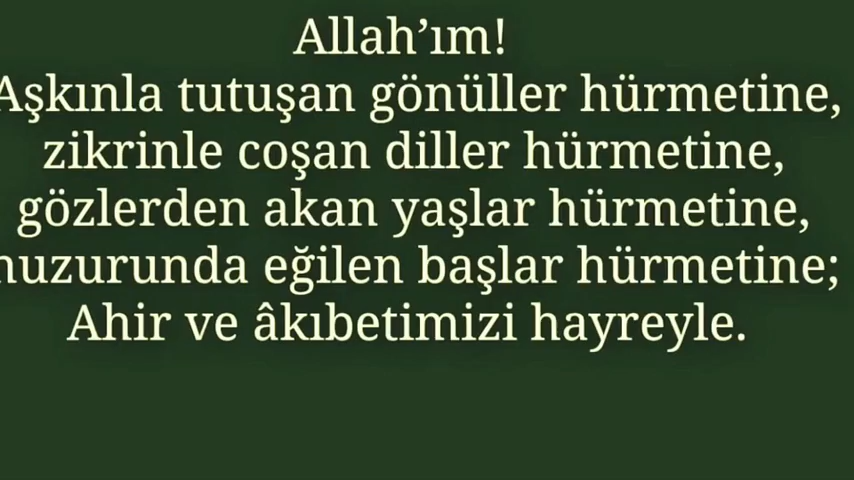 Allah’ım!
Aşkınla tutuşan gönüller hürmetine,
zikrinle coşan diller hürmetine,
gözlerden akan yaşlar hürmetine,
huzurunda eğilen başlar hürmetine;
Ahir ve âkıbetimizi hayreyle.